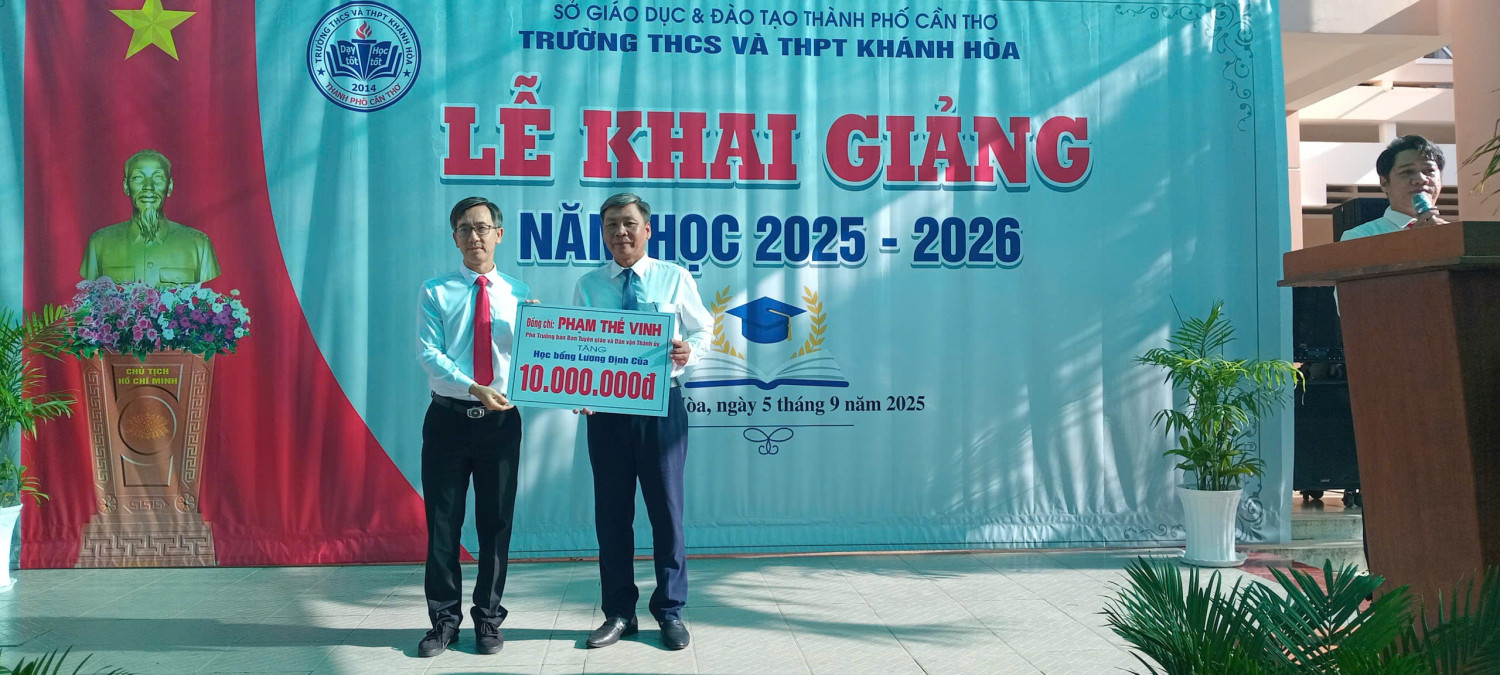 SỞ GIÁO DỤC & ĐÀO TẠO THÀNH PHỐ CẦN THƠ
TRƯỜNG THCS VÀ THPT KHÁNH HÒA
TRƯỜNG THCS VÀ THPT KHÁNH HÒA
Dạy tốt
Học tốt
2014
THÀNH PHỐ CẦN THƠ
LỄ KHAI GIẢNG
NĂM HỌC 2025 - 2026
Đồng chí: PHẠM THẾ VINH
Phó Trưởng ban Ban Tuyên giáo và Dân vận Thành ủy
TẶNG
Học bổng Lương Định Của
10.000.000đ
òa, ngày 5 tháng 9 năm 2025
CHỦ TỊCH
HỒ CHÍ MINH